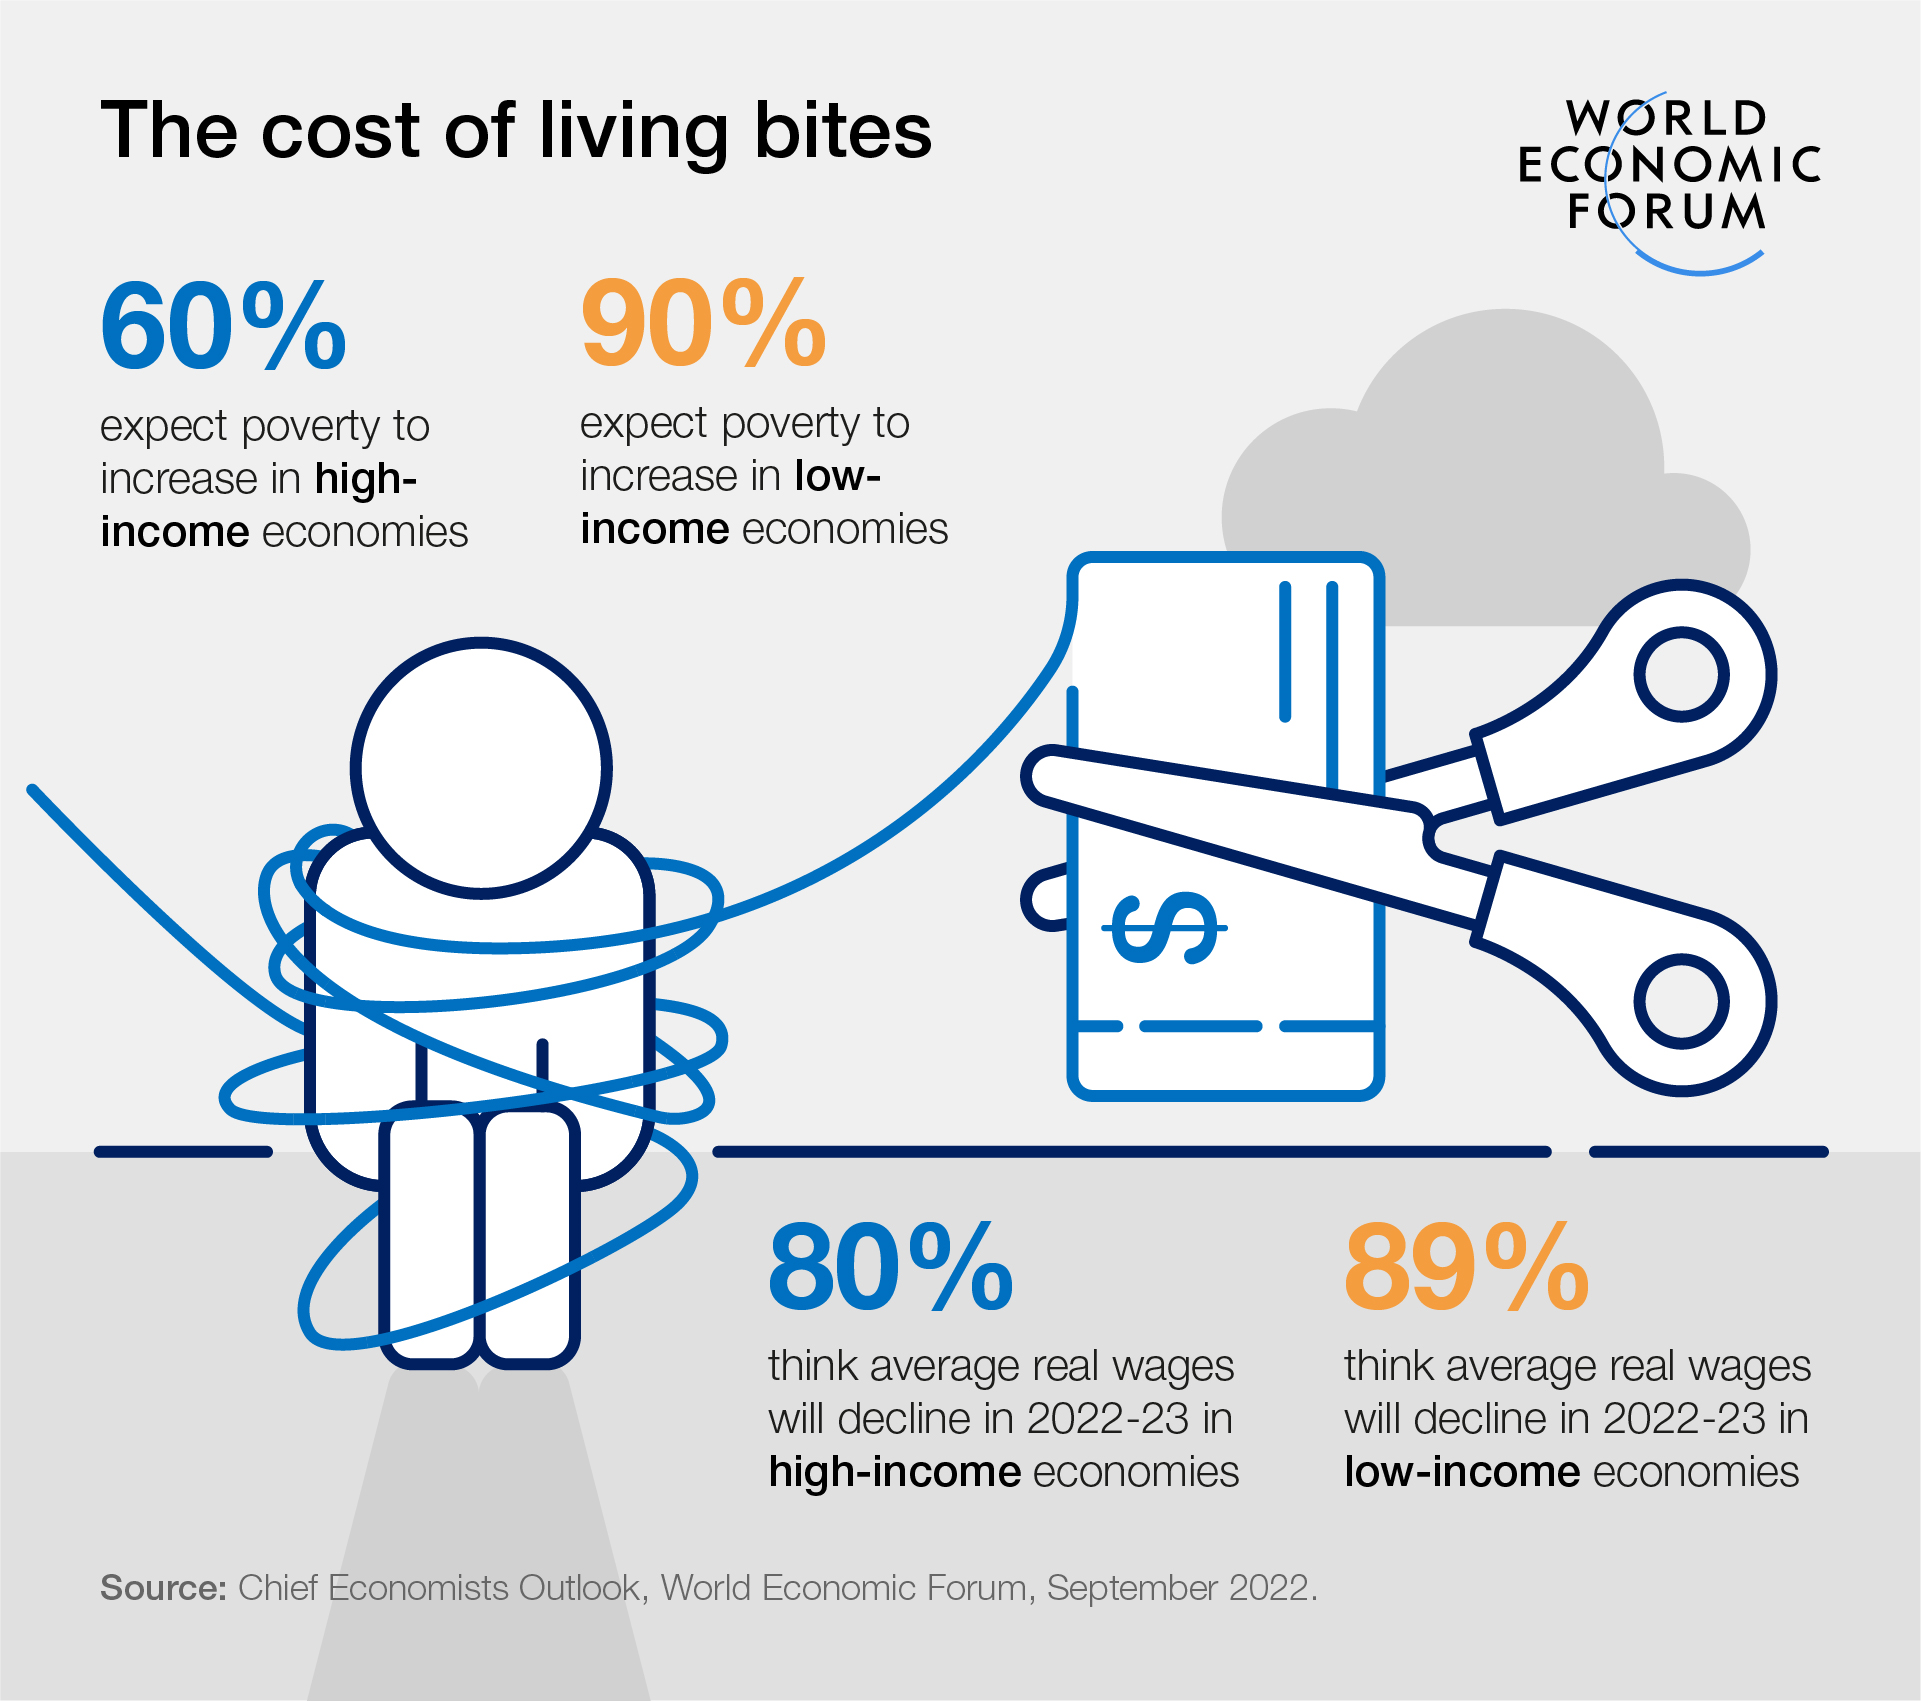 The cost of living bites
WORLD
ECONOMIC
FORUM
60%
expect poverty to
increase in high-
income economies
90%
expect poverty to
increase in low-
income economies
$
80%
think average real wages
will decline in 2022-23 in
high-income economies
89%
think average real wages
will decline in 2022-23 in
low-income economies
Source: Chief Economists Outlook, World Economic Forum, September 2022.